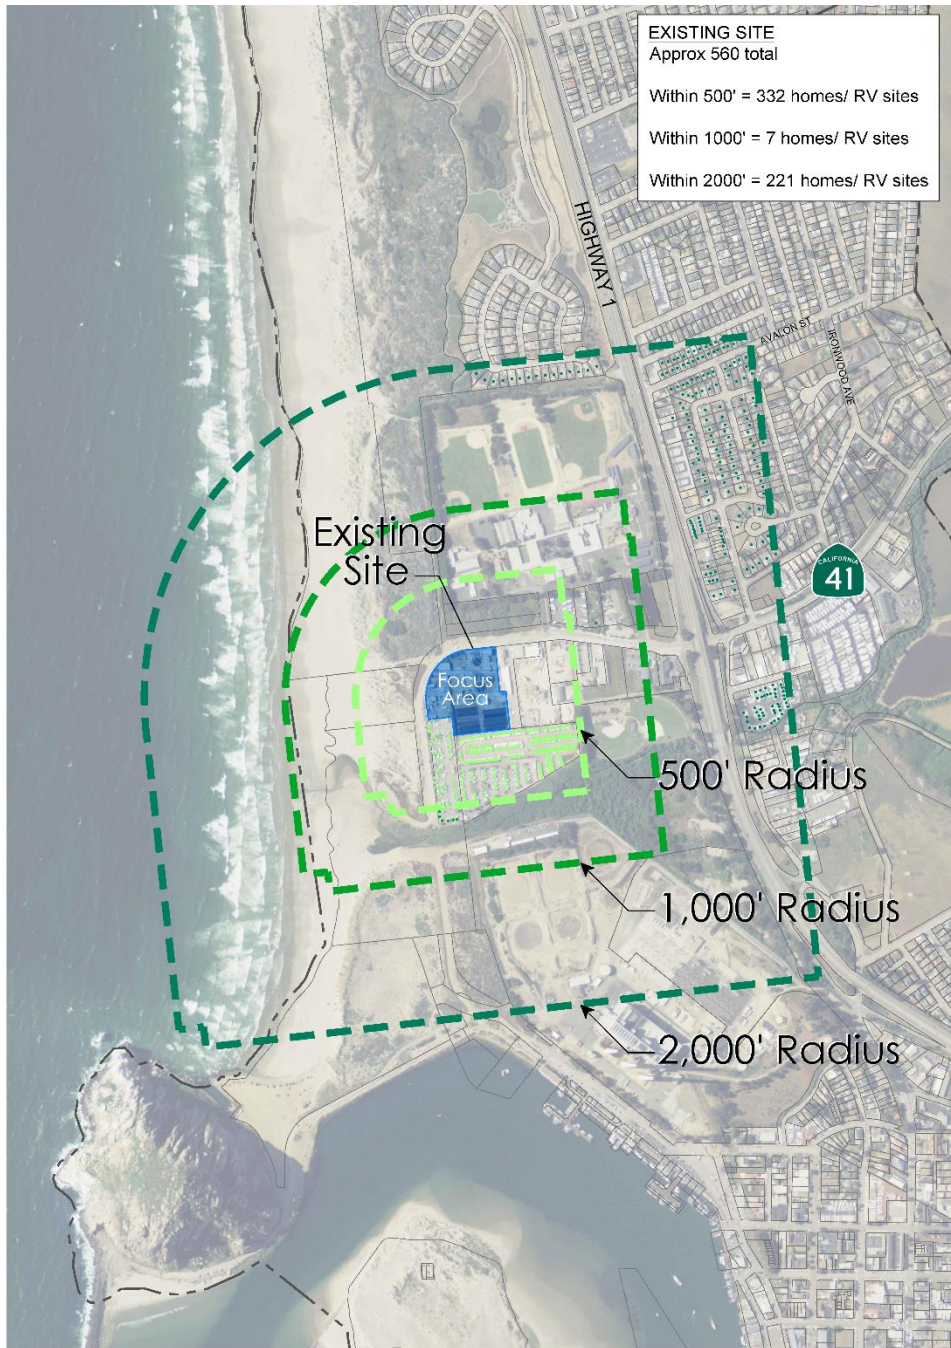 EXISTING SITE
Approx 560 total
Within 500' = 332 homes/ RV sites
Within 1000' = 7 homes/ RV sites
Within 2000' = 221 homes/ RV sites
HIGHWAY 1
AVALON ST
IRONWOOD AVE
Existing
Site
CALIFORNIA
41
Focus
Area
500' Radius
1,000' Radius
2,000' Radius